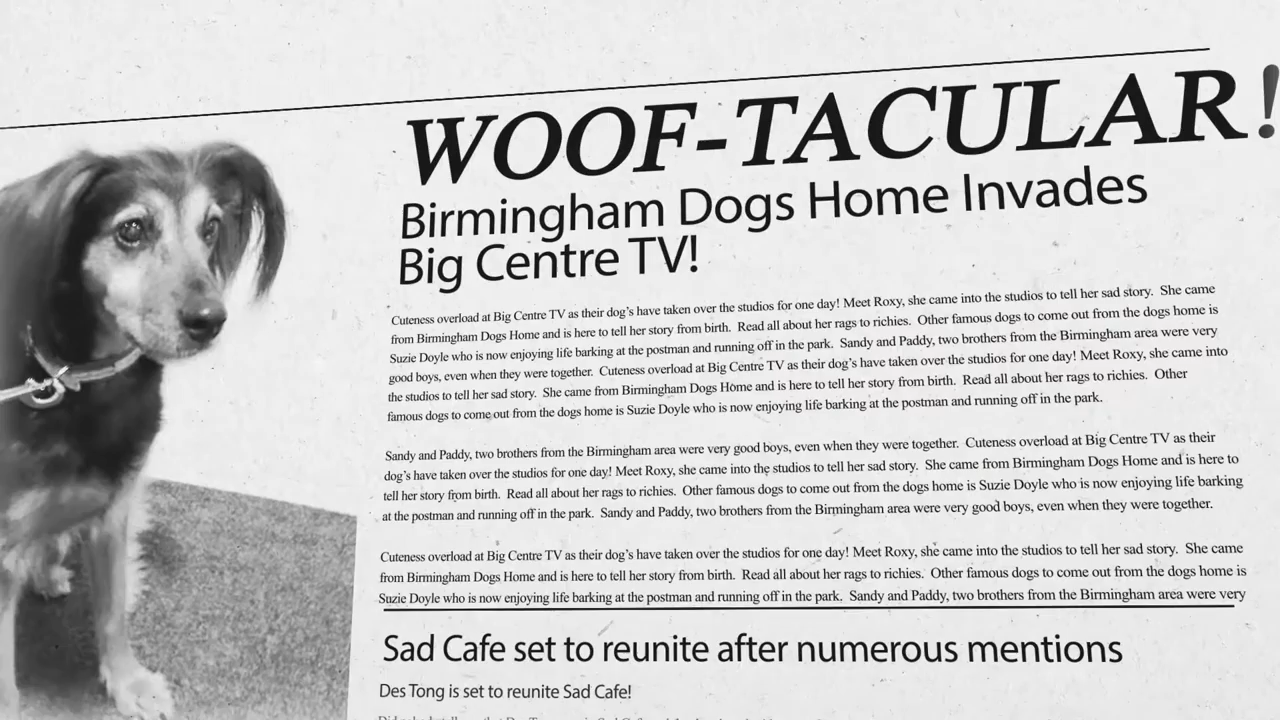 WOOF-TACULAR!
Birmingham Dogs Home Invades
Big Centre TV!
Cuteness overload at Big Centre TV as their dog's have taken over the studios for one day! Meet Roxy, she came into the studios to tell her sad story. She came
from Birmingham Dogs Home and is here to tell her story from birth. Read all about her rags to richies. Other famous dogs to come out from the dogs home is
Suzie Doyle who is now enjoying life barking at the postman and running off in the park. Sandy and Paddy, two brothers from the Birmingham area were very
good boys, even when they were together. Cuteness overload at Big Centre TV as their dog's have taken over the studios for one day! Meet Roxy, she came into
the studios to tell her sad story. She came from Birmingham Dogs Home and is here to tell her story from birth. Read all about her rags to richies. Other
famous dogs to come out from the dogs home is Suzie Doyle who is now enjoying life barking at the postman and running off in the park.
Sandy and Paddy, two brothers from the Birmingham area were very good boys, even when they were together. Cuteness overload at Big Centre TV as their
dog's have taken over the studios for one day! Meet Roxy, she came into the studios to tell her sad story. She came from Birmingham Dogs Home and is here to
tell her story from birth. Read all about her rags to richies. Other famous dogs to come out from the dogs home is Suzie Doyle who is now enjoying life barking
at the postman and running off in the park. Sandy and Paddy, two brothers from the Birmingham area were very good boys, even when they were together.
Cuteness overload at Big Centre TV as their dog's have taken over the studios for one day! Meet Roxy, she came into the studios to tell her sad story. She came
from Birmingham Dogs Home and is here to tell her story from birth. Read all about her rags to richies. Other famous dogs to come out from the dogs home is
Suzie Doyle who is now enjoying life barking at the postman and running off in the park. Sandy and Paddy, two brothers from the Birmingham area were very
Sad Cafe set to reunite after numerous mentions
Des Tong is set to reunite Sad Cafe!